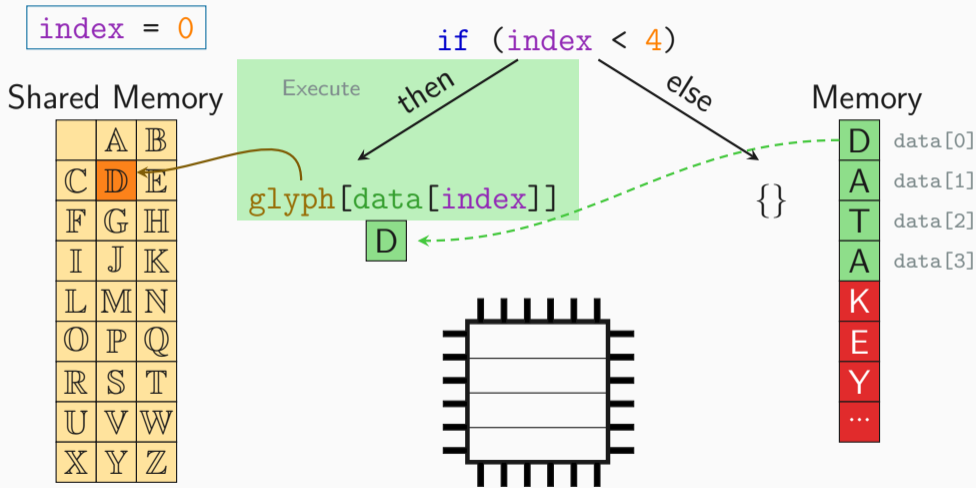 index = 0
if (index < 4)
Execute
then
else
Shared Memory
Memory
𝔸 𝔹
ℂ 𝔻 𝔼
𝔽 𝔾 ℍ
𝕀 𝕁 𝕂
𝕃 𝕄 ℕ
𝕆 ℙ ℚ
ℝ 𝕊 𝕋
𝕌 𝕍 𝕎
𝕏 𝕐 ℤ
glyph[data[index]]
D
{}
D data[0]
A data[1]
T data[2]
A data[3]
K
E
Y
...